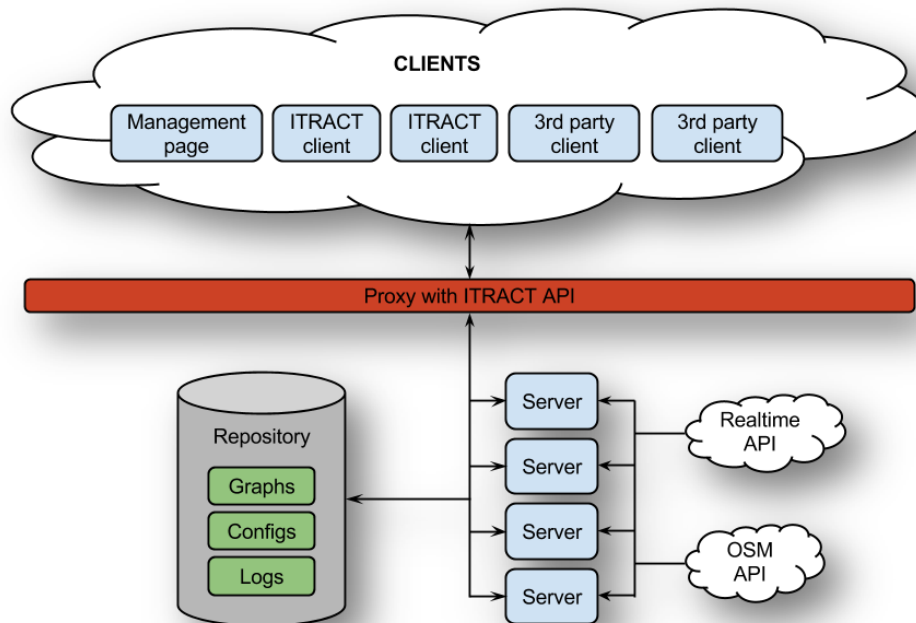 CLIENTS
Management
page
ITRACT
client
ITRACT
client
3rd party
client
3rd party
client
Proxy with ITRACT API
Repository
Graphs
Configs
Logs
Server
Server
Server
Server
Realtime
API
OSM
API